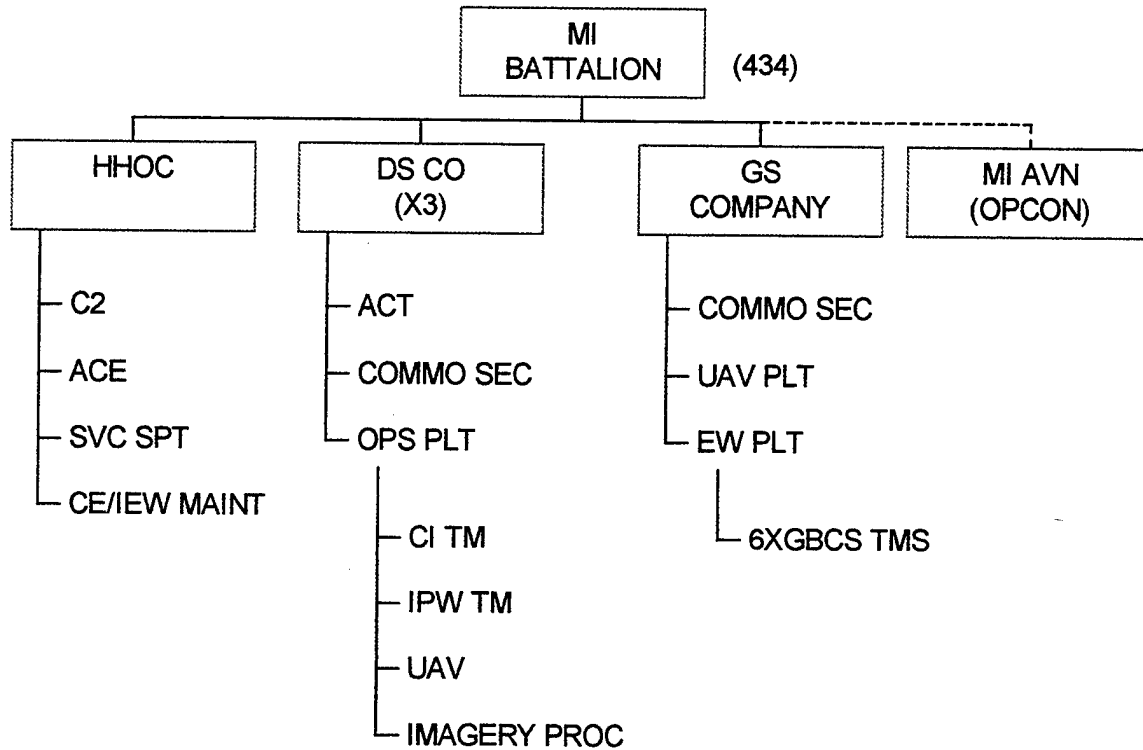 MI
BATTALION
(434)
HHOC
DS CO
(X3)
GS
COMPANY
MI AVN
(OPCON)
C2
ACE
SVC SPT
CE/IEW MAINT
ACT
COMMO SEC
OPS PLT
CI TM
IPW TM
UAV
IMAGERY PROC
COMMO SEC
UAV PLT
EW PLT
6XGBCS TMS